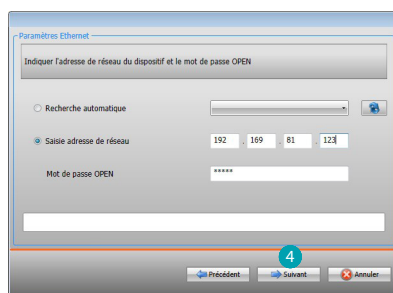 Paramètres Ethernet
Indiquer l'adresse de réseau du dispositif et le mot de passe OPEN
Recherche automatique
Saisie adresse de réseau 192 . 169 . 81 . 123
Mot de passe OPEN *****
4
Précédent Suivant Annuler